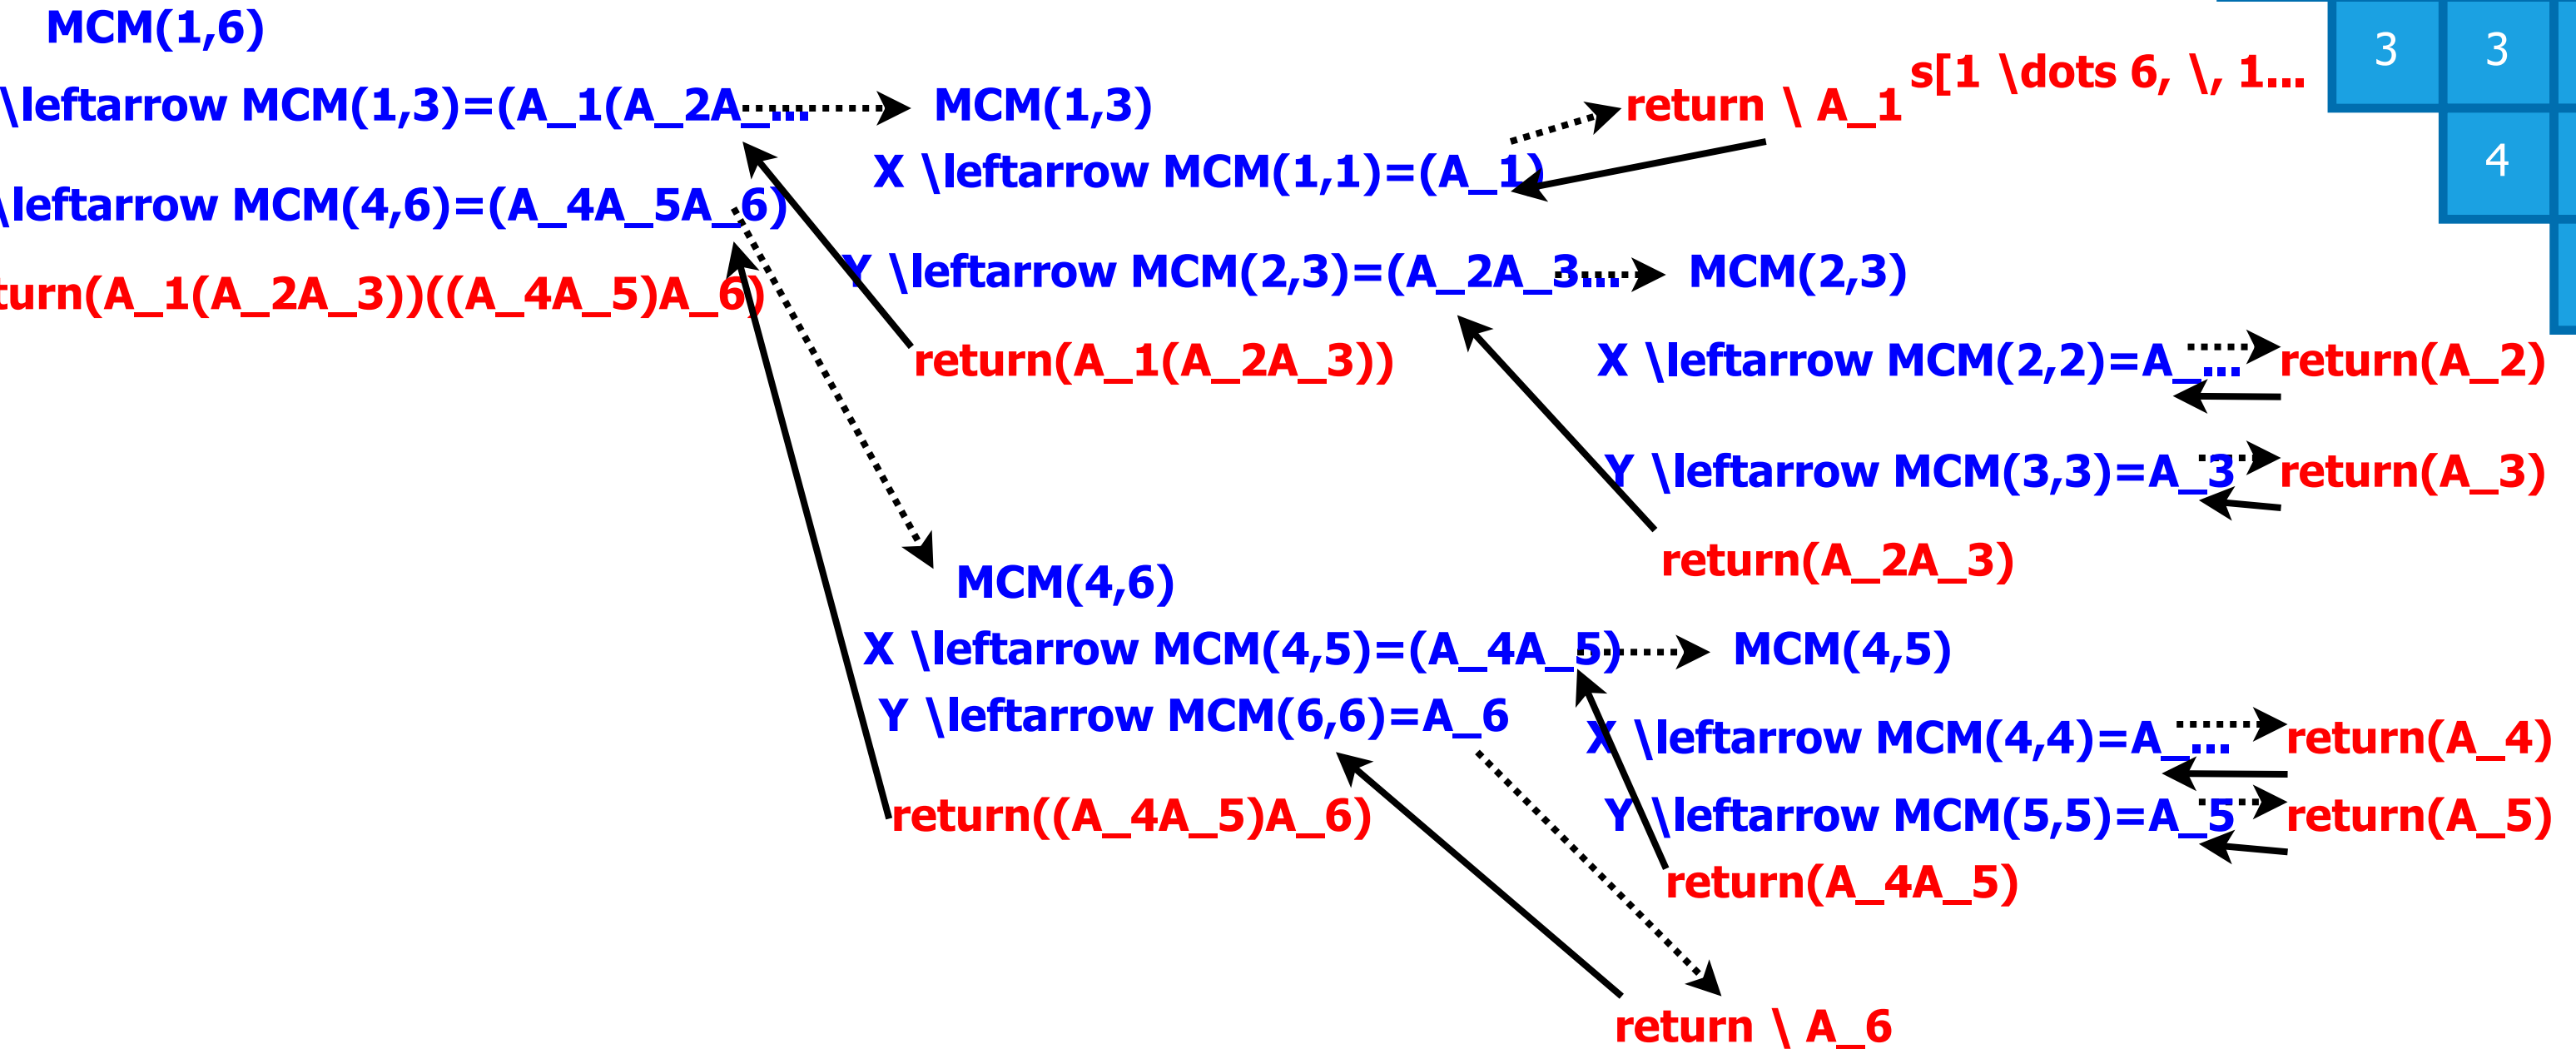 MCM(1,6)
\leftarrow MCM(1,3)=(A_1(A_2A_...
\leftarrow MCM(4,6)=(A_4A_5A_6)
turn(A_1(A_2A_3))((A_4A_5)A_6)
MCM(1,3)
X \leftarrow MCM(1,1)=(A_1)
return \ A_1
s[1 \dots 6, \, 1...
3 3
4
Y \leftarrow MCM(2,3)=(A_2A_3...
MCM(2,3)
return(A_1(A_2A_3))
X \leftarrow MCM(2,2)=A_...
return(A_2)
Y \leftarrow MCM(3,3)=A_3
return(A_3)
return(A_2A_3)
MCM(4,6)
X \leftarrow MCM(4,5)=(A_4A_5)
MCM(4,5)
Y \leftarrow MCM(6,6)=A_6
X \leftarrow MCM(4,4)=A_...
return(A_4)
return((A_4A_5)A_6)
Y \leftarrow MCM(5,5)=A_5
return(A_5)
return(A_4A_5)
return \ A_6